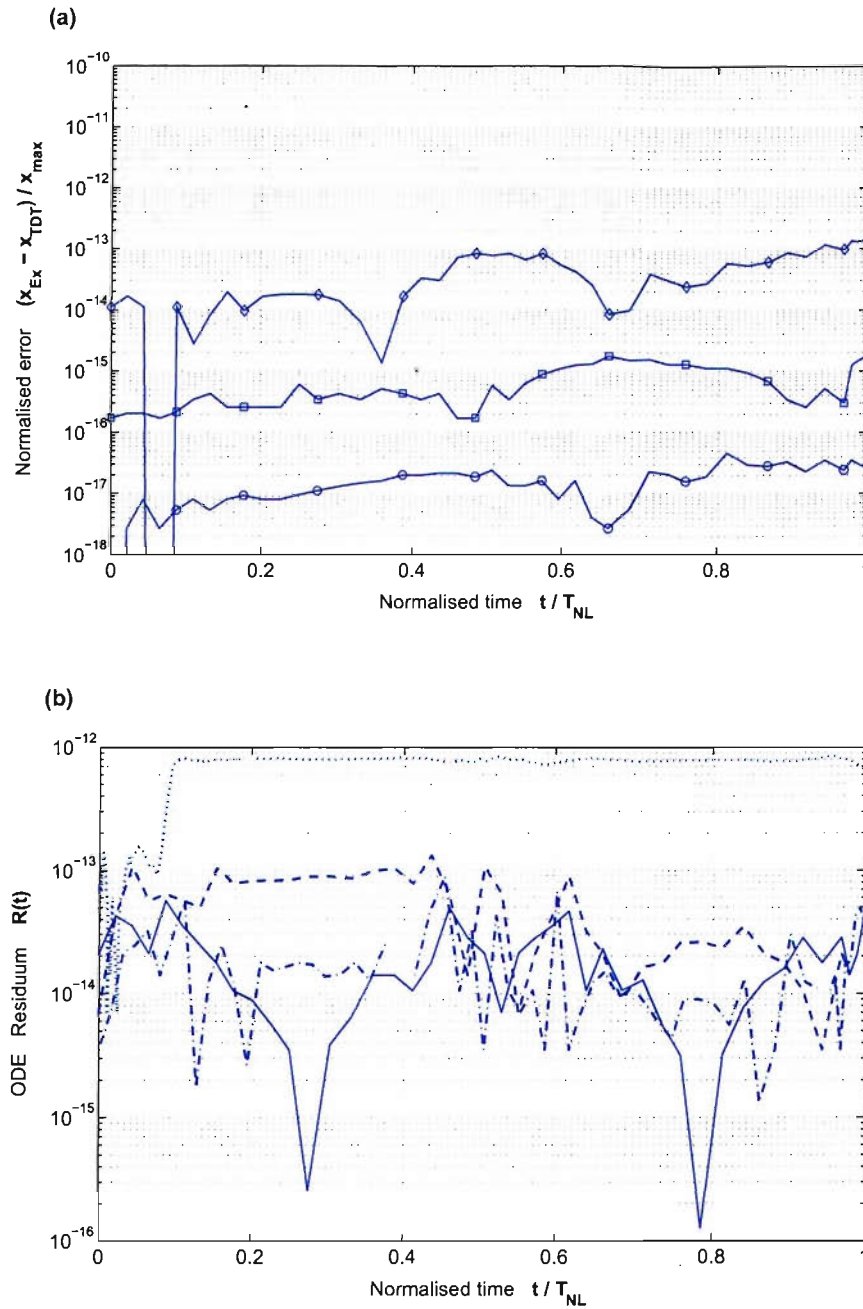 (a)
10^-10
10^-11
10^-12
10^-13
10^-14
10^-15
10^-16
10^-17
10^-18
Normalised error (x_Ex − x_TDT) / x_max
0 0.2 0.4 0.6 0.8 1
Normalised time t / T_NL
(b)
10^-12
10^-13
10^-14
10^-15
10^-16
ODE Residuum R(t)
0 0.2 0.4 0.6 0.8 1
Normalised time t / T_NL